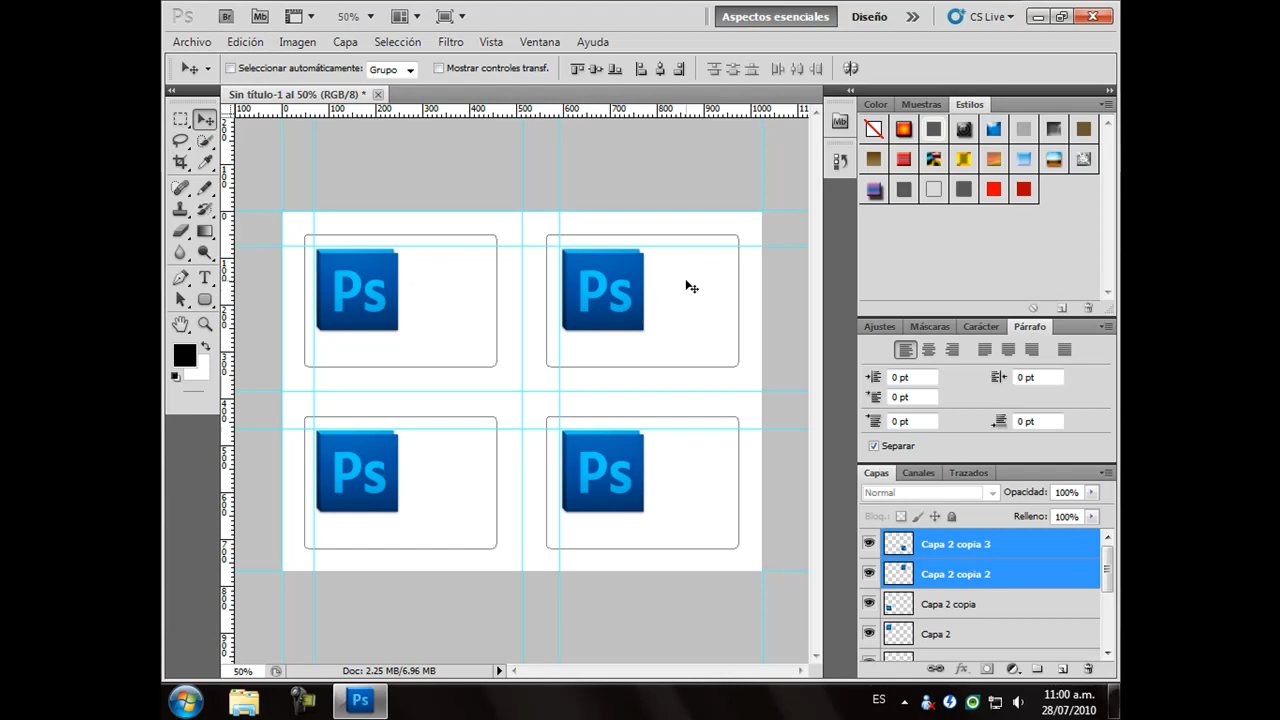 Ps
Br
Mb
50%
Aspectos esenciales
Diseño
CS Live
Archivo Edición Imagen Capa Selección Filtro Vista Ventana Ayuda
Seleccionar automáticamente: Grupo Mostrar controles transf.
Sin título-1 al 50% (RGB/8) *
100 0 100 200 300 400 500 600 700 800 900 1000
Color Muestras Estilos
Mb
Ps
Ps
Ps
Ps
Ajustes Máscaras Carácter Párrafo
0 pt 0 pt
0 pt
0 pt 0 pt
Separar
Capas Canales Trazados
Normal Opacidad: 100%
Bloq.: Relleno: 100%
Capa 2 copia 3
Capa 2 copia 2
Capa 2 copia
Capa 2
50% Doc: 2.25 MB/6.96 MB
fx
Ps
ES
11:00 a.m.
28/07/2010